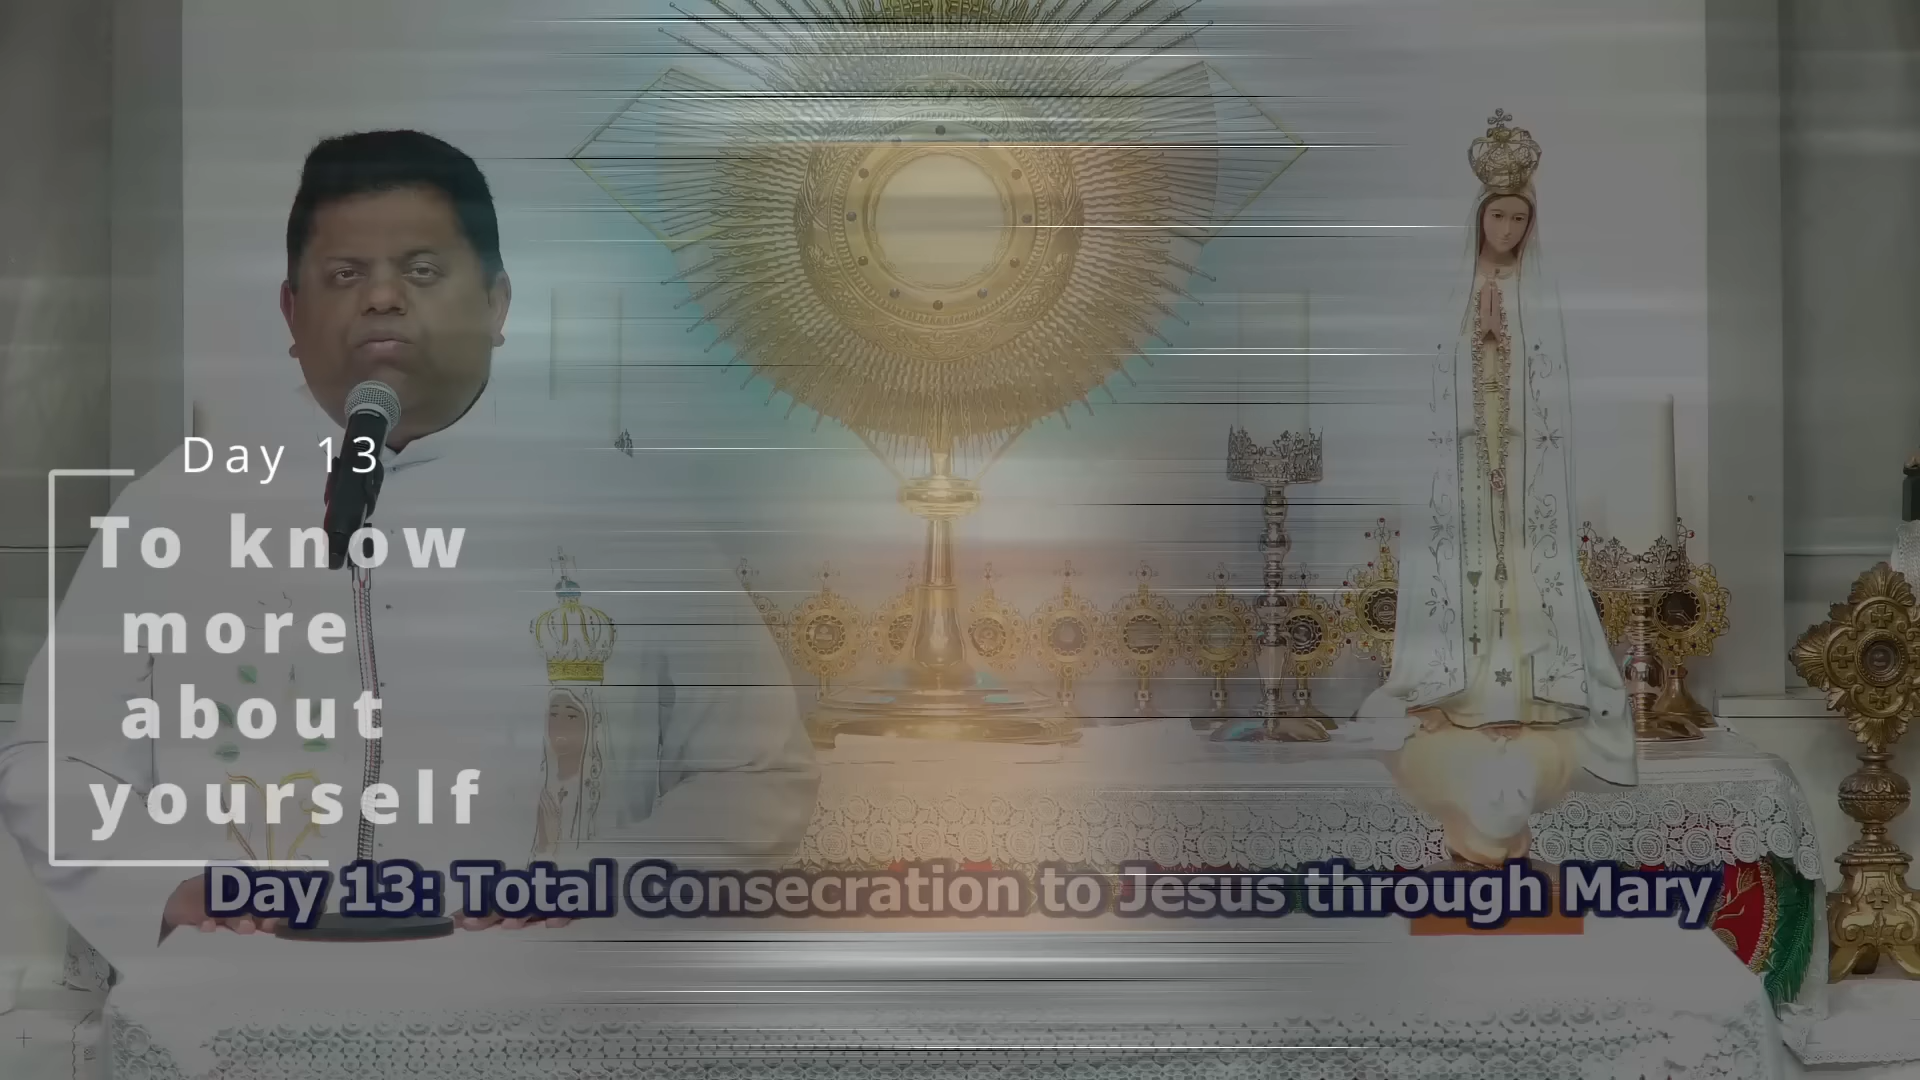 Day 13
To know
more
about
yourself
Day 13: Total Consecration to Jesus through Mary